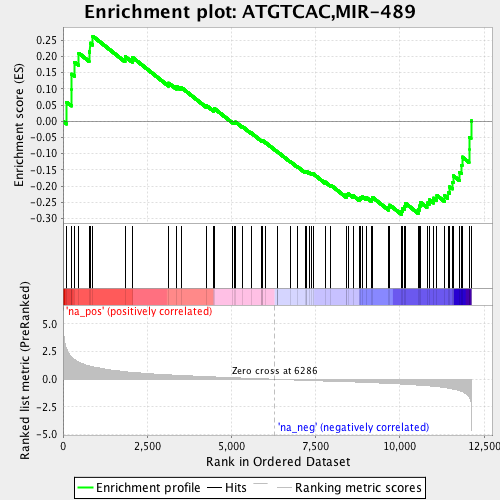 Enrichment plot: ATGTCAC,MIR-489
Enrichment score (ES)
0.25
0.20
0.15
0.10
0.05
0.00
-0.05
-0.10
-0.15
-0.20
-0.25
-0.30
'na_pos' (positively correlated)
Ranked list metric (PreRanked)
5.0
2.5
0.0
-2.5
-5.0
Zero cross at 6286
'na_neg' (negatively correlated)
0
2,500
5,000
7,500
10,000
12,500
Rank in Ordered Dataset
Enrichment profile
Hits
Ranking metric scores